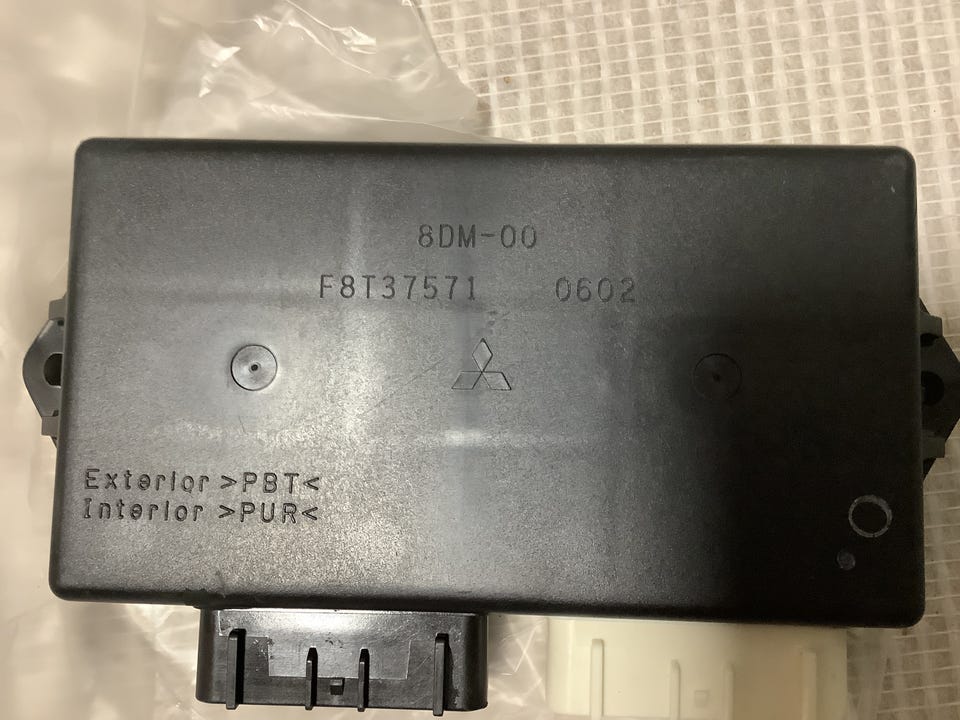 8DM-00
F8T37571 0602
Exterior >PBT<
Interior >PUR<